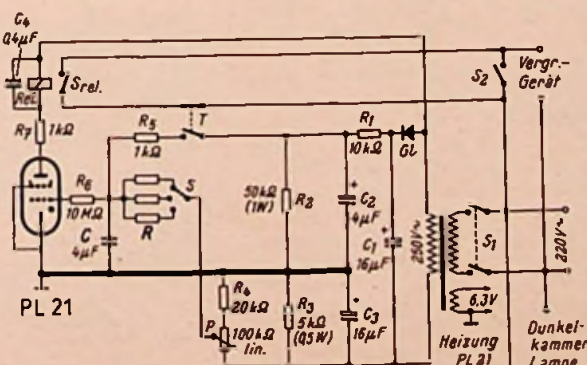 C4
0,4µF
Rel.
Srel.
S2
Vergr.-
Gerät
R7
1kΩ
R5
1kΩ
T
R1
10kΩ
Gl
R6
10MΩ
S
R
50kΩ
(1W)
R2
+
C2
4µF
C
4µF
+
C1
16µF
250V~
S1
220V~
PL 21
R4
20kΩ
P
100kΩ
lin.
R3
5kΩ
(0,5W)
+
C3
16µF
6,3V
Heizung
PL 21
Dunkel-
kammer
Lampe